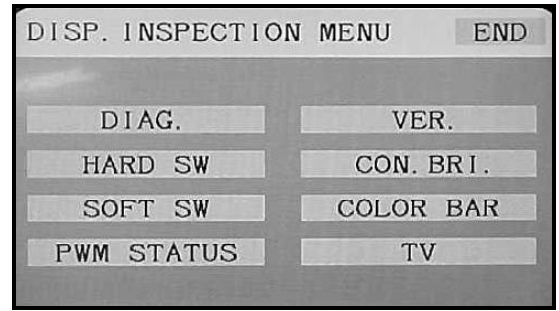 DISP. INSPECTION MENU END
DIAG. VER.
HARD SW CON. BRI.
SOFT SW COLOR BAR
PWM STATUS TV